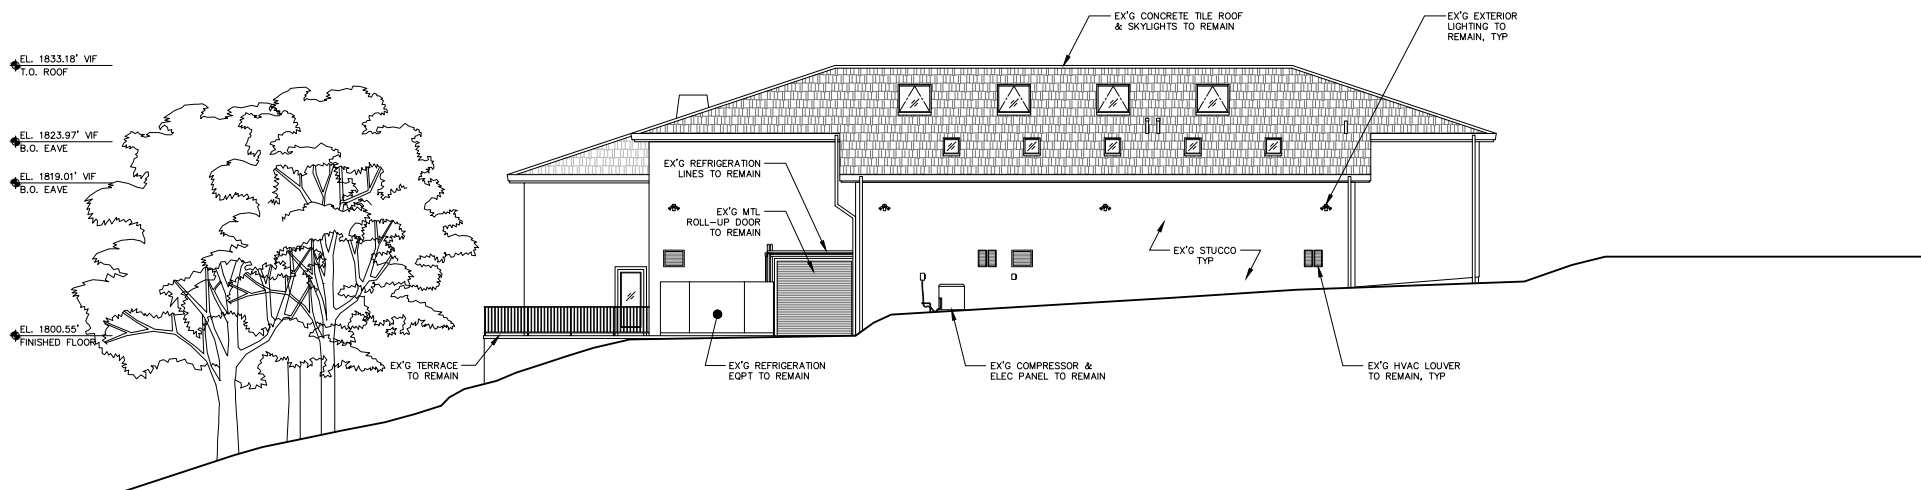 EX'G CONCRETE TILE ROOF
& SKYLIGHTS TO REMAIN
EX'G EXTERIOR
LIGHTING TO
REMAIN, TYP
EL. 1833.18' VIF
T.O. ROOF
EL. 1823.97' VIF
B.O. EAVE
EL. 1819.01' VIF
B.O. EAVE
EX'G REFRIGERATION
LINES TO REMAIN
EX'G MTL
ROLL-UP DOOR
TO REMAIN
EX'G STUCCO
TYP
EL. 1800.55'
FINISHED FLOOR
EX'G TERRACE
TO REMAIN
EX'G REFRIGERATION
EQPT TO REMAIN
EX'G COMPRESSOR &
ELEC PANEL TO REMAIN
EX'G HVAC LOUVER
TO REMAIN, TYP